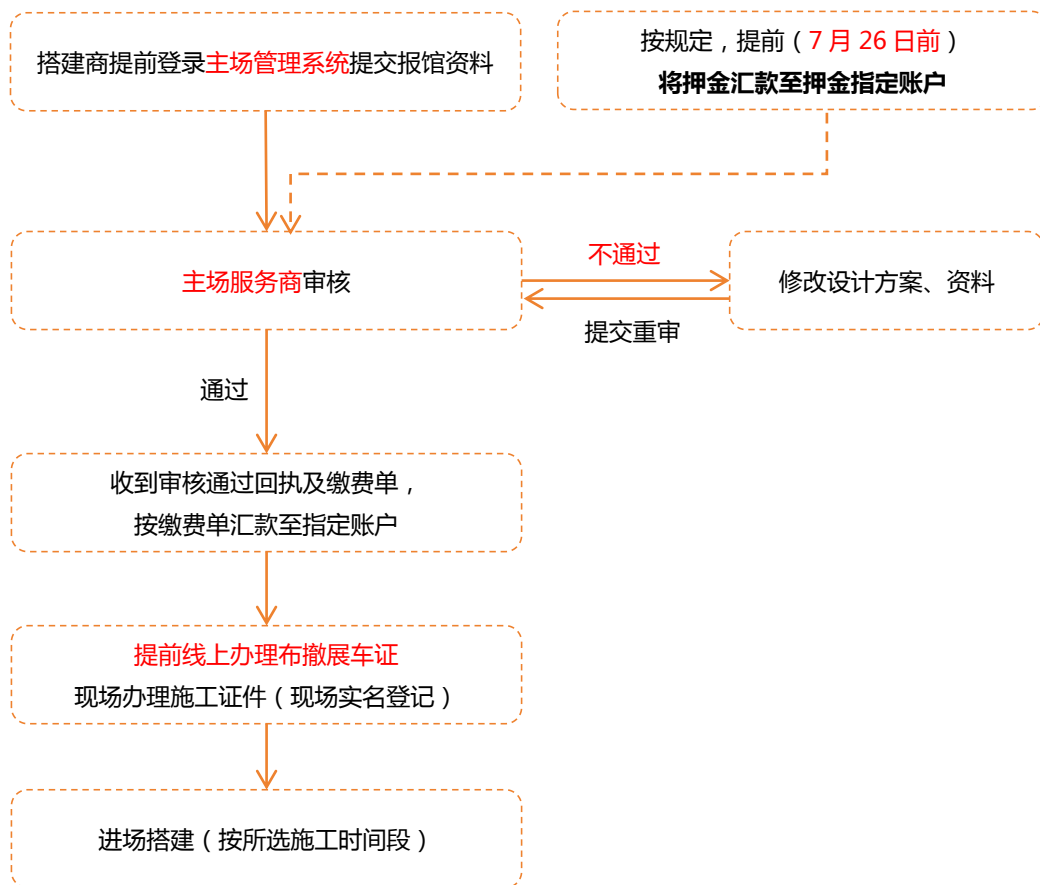 搭建商提前登录主场管理系统提交报馆资料
按规定，提前（7 月 26 日前）
将押金汇款至押金指定账户
主场服务商审核
不通过
提交重审
修改设计方案、资料
通过
收到审核通过回执及缴费单，
按缴费单汇款至指定账户
提前线上办理布撤展车证
现场办理施工证件（现场实名登记）
进场搭建（按所选施工时间段）